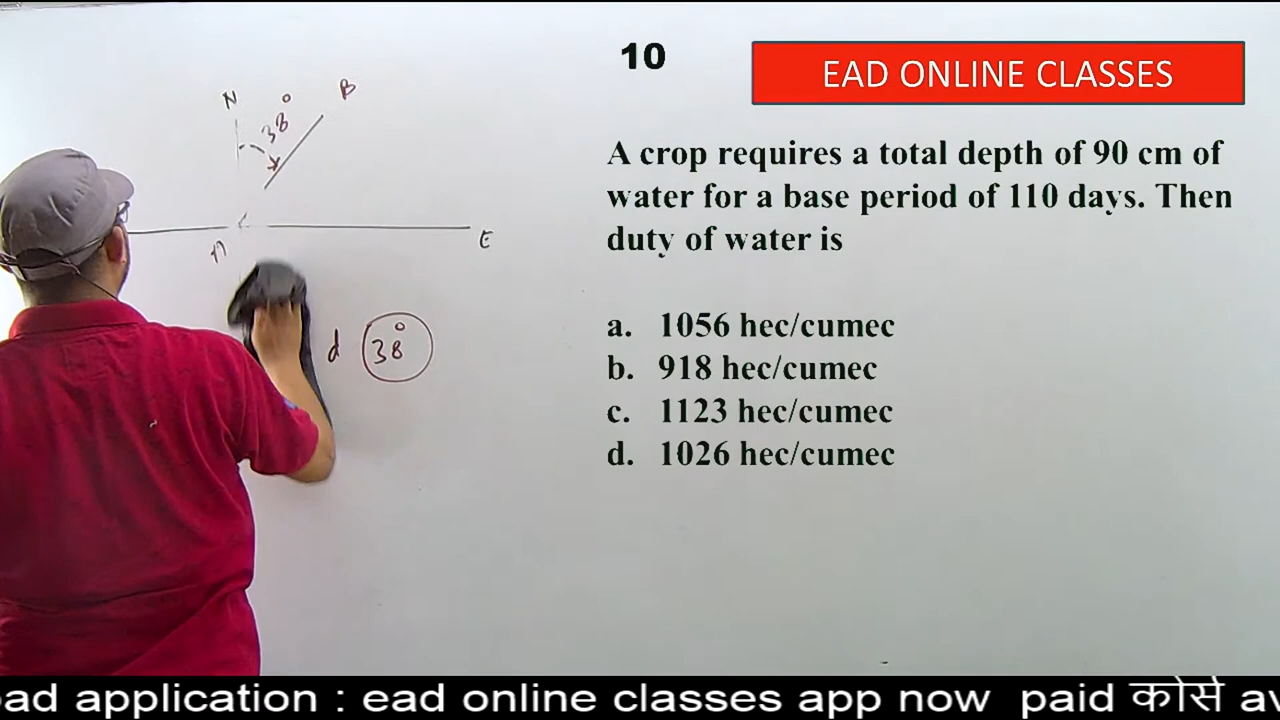 10
EAD ONLINE CLASSES
N
38°
B
A crop requires a total depth of 90 cm of
water for a base period of 110 days. Then
duty of water is
A
E
a. 1056 hec/cumec
d 38°
b. 918 hec/cumec
c. 1123 hec/cumec
d. 1026 hec/cumec
application : ead online classes app now paid कोर्स